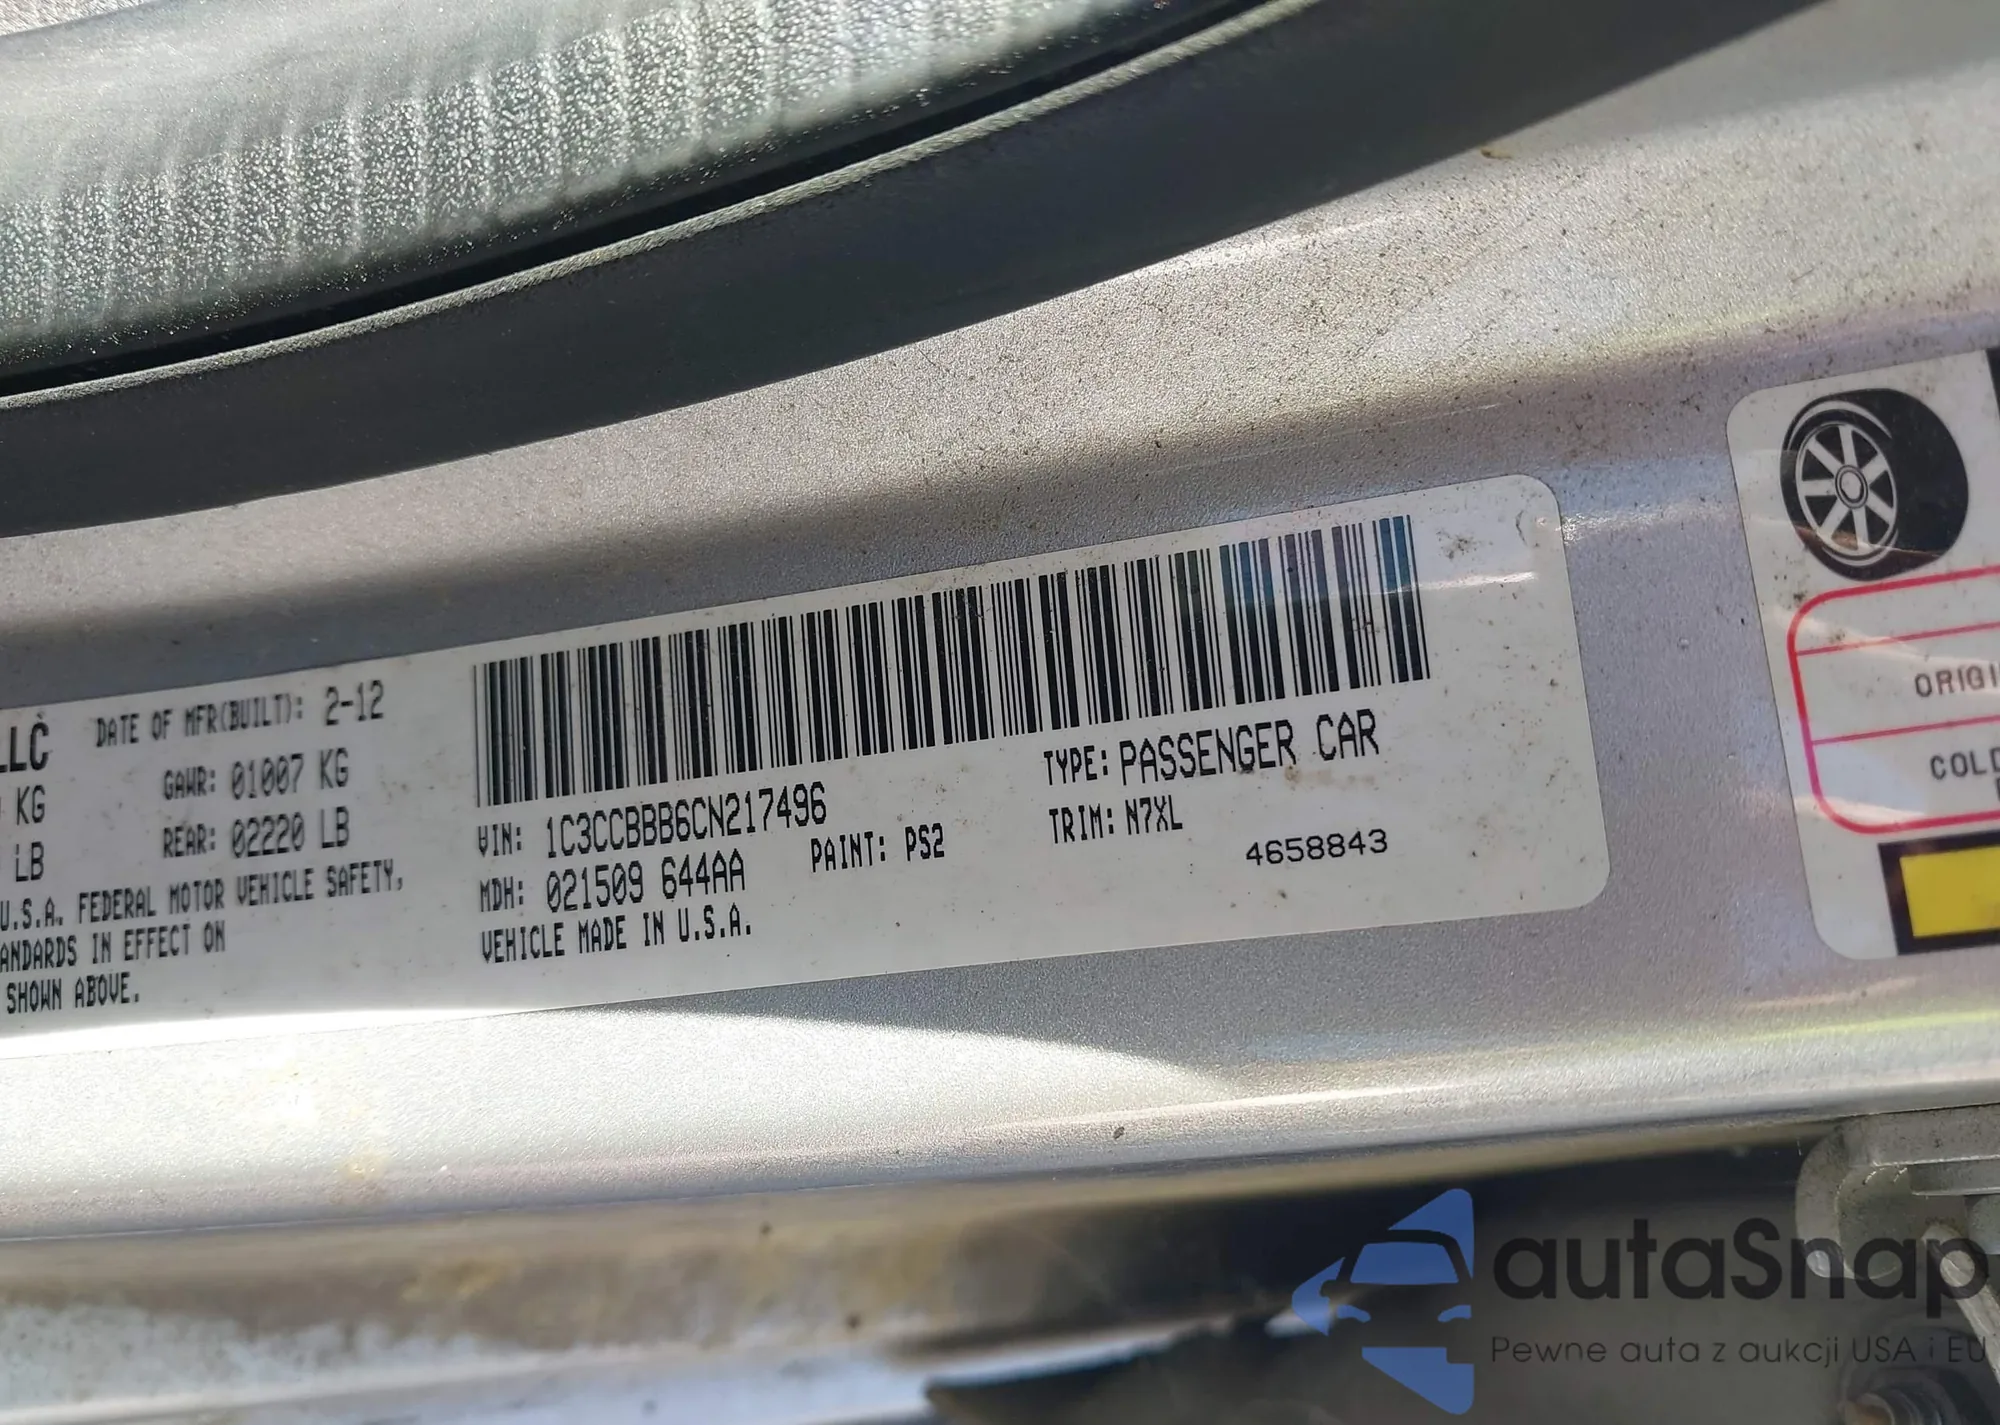 LLC DATE OF MFR(BUILT): 2-12
KG GAWR: 01007 KG
LB REAR: 02220 LB
U.S.A. FEDERAL MOTOR VEHICLE SAFETY,
ANDARDS IN EFFECT ON
SHOWN ABOVE.
VIN: 1C3CCBBB6CN217496
MDH: 021509 644AA
PAINT: PS2
VEHICLE MADE IN U.S.A.
TYPE: PASSENGER CAR
TRIM: N7XL
4658843
ORIGI
COLD
autaSnap
Pewne auta z aukcji USA i EU